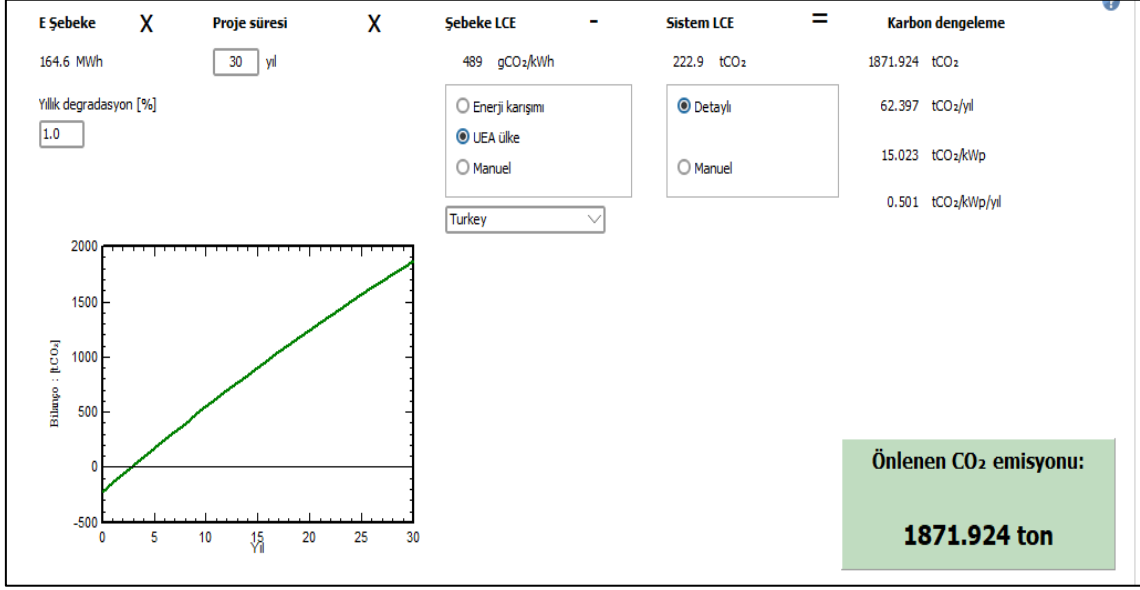 E Şebeke X Proje süresi X Şebeke LCE - Sistem LCE = Karbon dengeleme
164.6 MWh 30 yıl 489 gCO₂/kWh 222.9 tCO₂ 1871.924 tCO₂
Yıllık degradasyon [%] Enerji karışımı Detaylı 62.397 tCO₂/yıl
1.0 UEA ülke
Manuel Manuel 15.023 tCO₂/kWp
0.501 tCO₂/kWp/yıl
Turkey
2000
1500
1000
500
0
-500
Bilanço : [tCO₂]
0 5 10 15 20 25 30
Yıl
Önlenen CO₂ emisyonu:
1871.924 ton